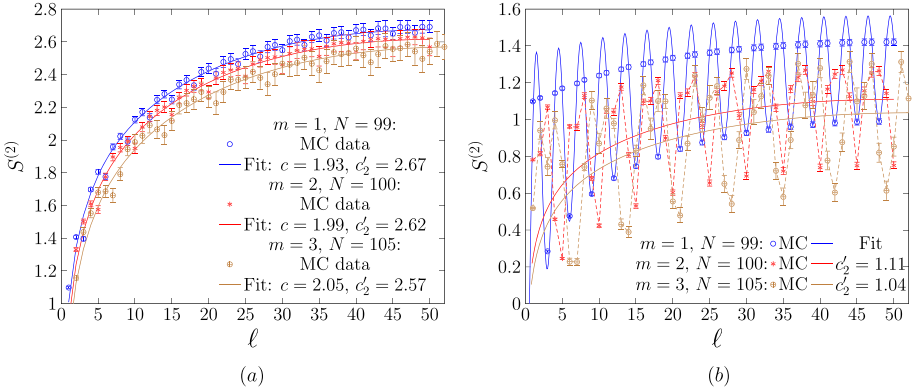 2.8
2.6
2.4
2.2
2
1.8
1.6
1.4
1.2
1
S^{(2)}
m = 1, N = 99:
MC data
Fit: c = 1.93, c′₂ = 2.67
m = 2, N = 100:
MC data
Fit: c = 1.99, c′₂ = 2.62
m = 3, N = 105:
MC data
Fit: c = 2.05, c′₂ = 2.57
0 5 10 15 20 25 30 35 40 45 50
ℓ
(a)
1.6
1.4
1.2
1
0.8
0.6
0.4
0.2
0
S^{(2)}
m = 1, N = 99: MC Fit
m = 2, N = 100: MC c′₂ = 1.11
m = 3, N = 105: MC c′₂ = 1.04
0 5 10 15 20 25 30 35 40 45 50
ℓ
(b)